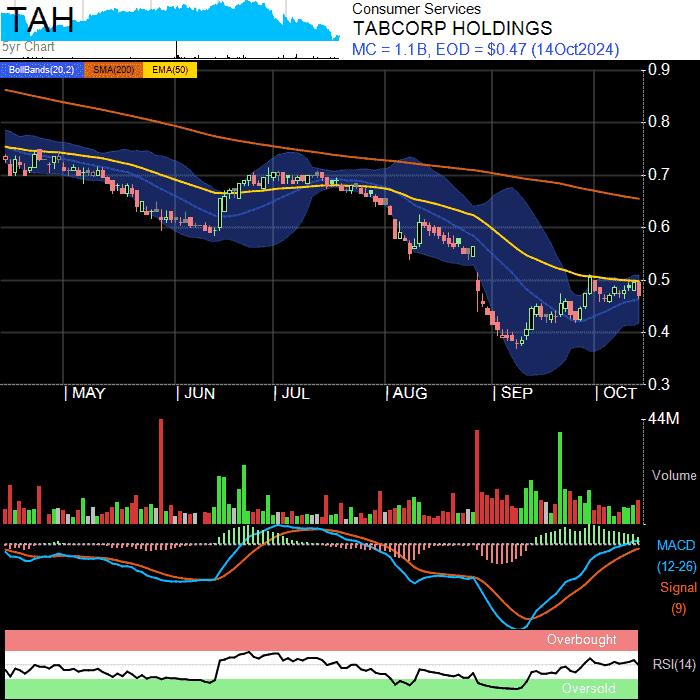 TAH
5yr Chart
Consumer Services
TABCORP HOLDINGS
MC = 1.1B, EOD = $0.47 (14Oct2024)
BollBands(20,2) SMA(200) EMA(50)
0.9
0.8
0.7
0.6
0.5
0.4
0.3
| MAY | JUN | JUL | AUG | SEP | OCT
44M
Volume
MACD
(12-26)
Signal
(9)
Overbought
RSI(14)
Oversold